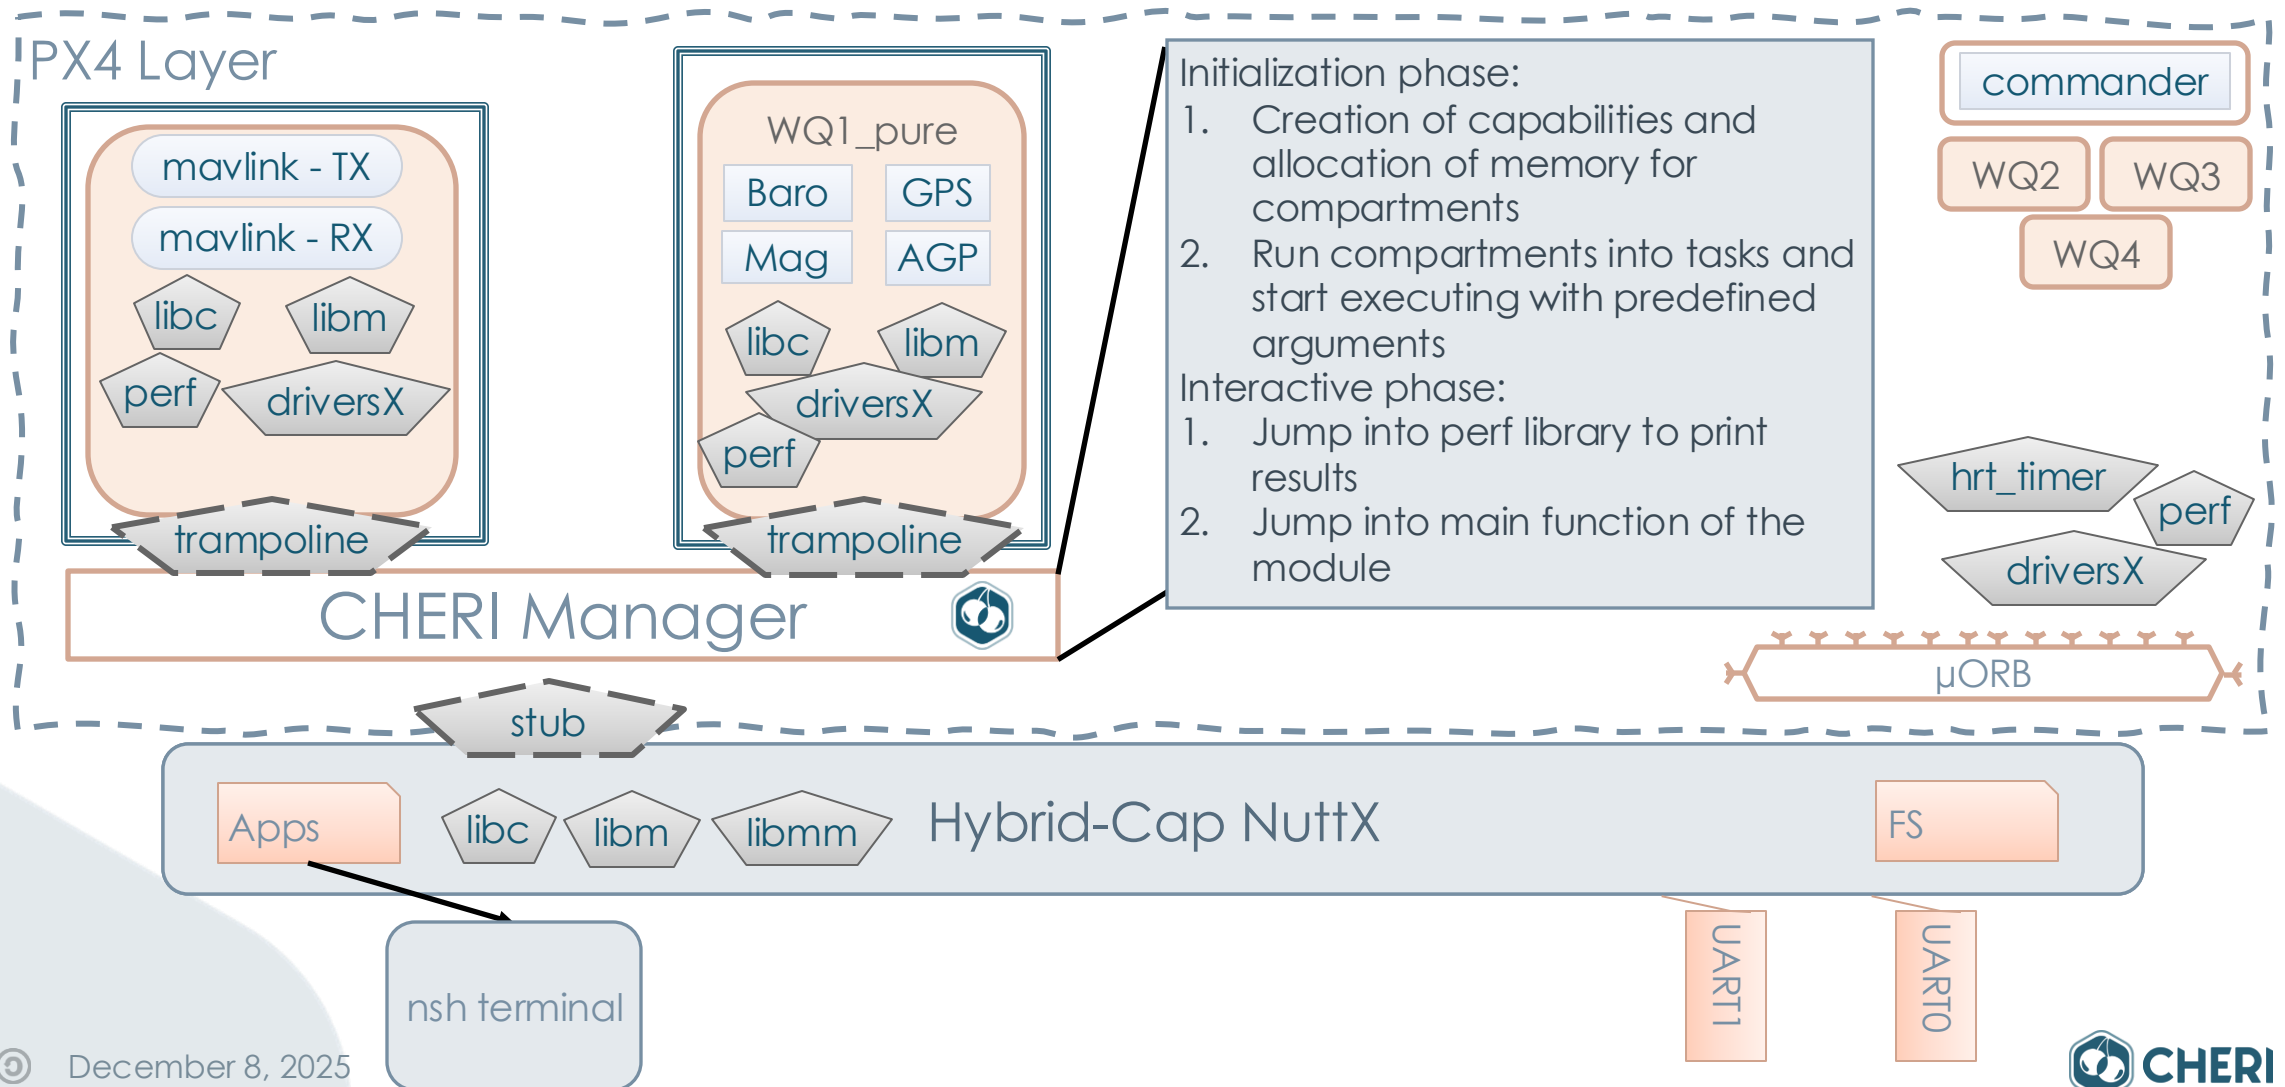 PX4 Layer
mavlink - TX
mavlink - RX
libc
libm
perf
driversX
trampoline
WQ1_pure
Baro
GPS
Mag
AGP
libc
libm
driversX
perf
trampoline
CHERI Manager
Initialization phase:
1. Creation of capabilities and
allocation of memory for
compartments
2. Run compartments into tasks and
start executing with predefined
arguments
Interactive phase:
1. Jump into perf library to print
results
2. Jump into main function of the
module
commander
WQ2
WQ3
WQ4
hrt_timer
perf
driversX
µORB
stub
Apps
libc
libm
libmm
Hybrid-Cap NuttX
FS
nsh terminal
UART1
UART0
December 8, 2025
CHERI